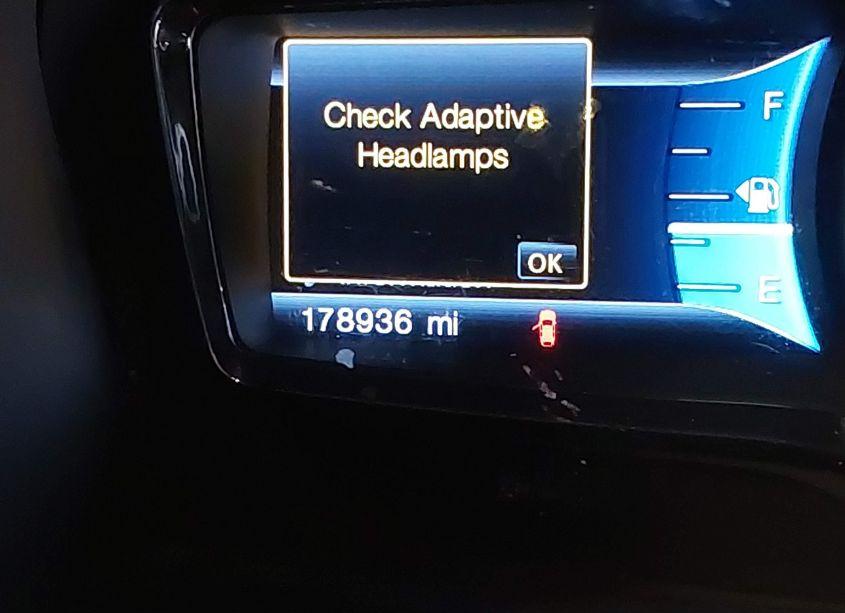 Check Adaptive
Headlamps
F
OK
E
178936 mi